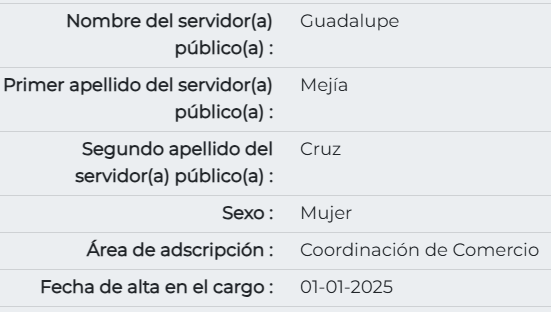 Nombre del servidor(a) Guadalupe
público(a) :
Primer apellido del servidor(a) Mejía
público(a) :
Segundo apellido del Cruz
servidor(a) público(a) :
Sexo : Mujer
Área de adscripción : Coordinación de Comercio
Fecha de alta en el cargo : 01-01-2025